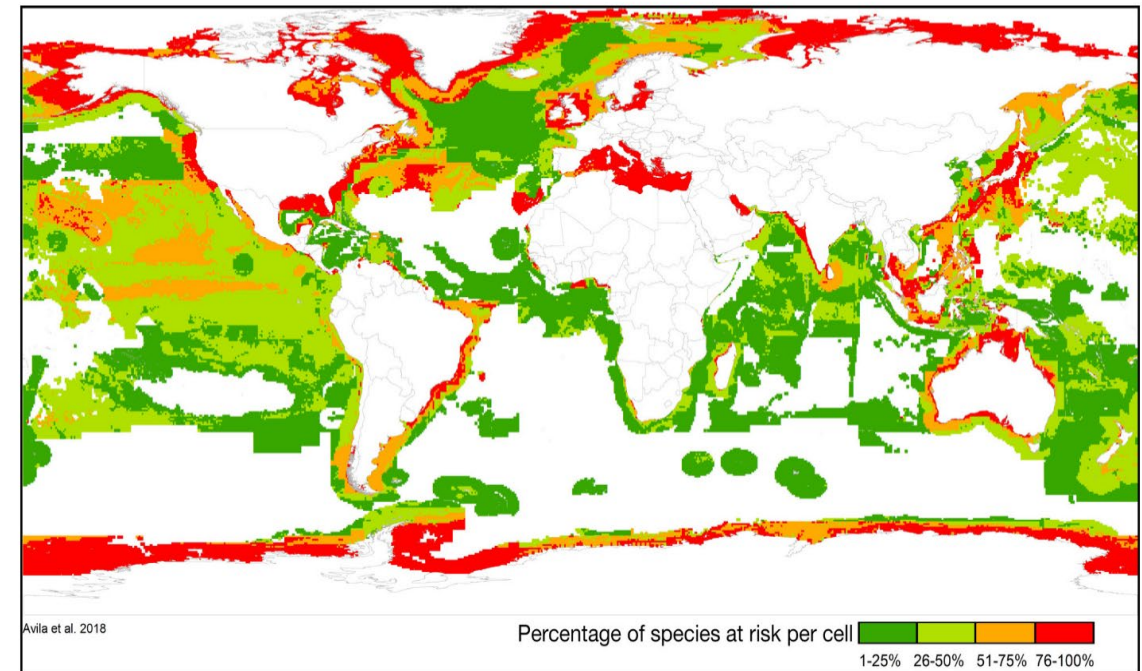 Avila et al. 2018
Percentage of species at risk per cell
1-25% 26-50% 51-75% 76-100%